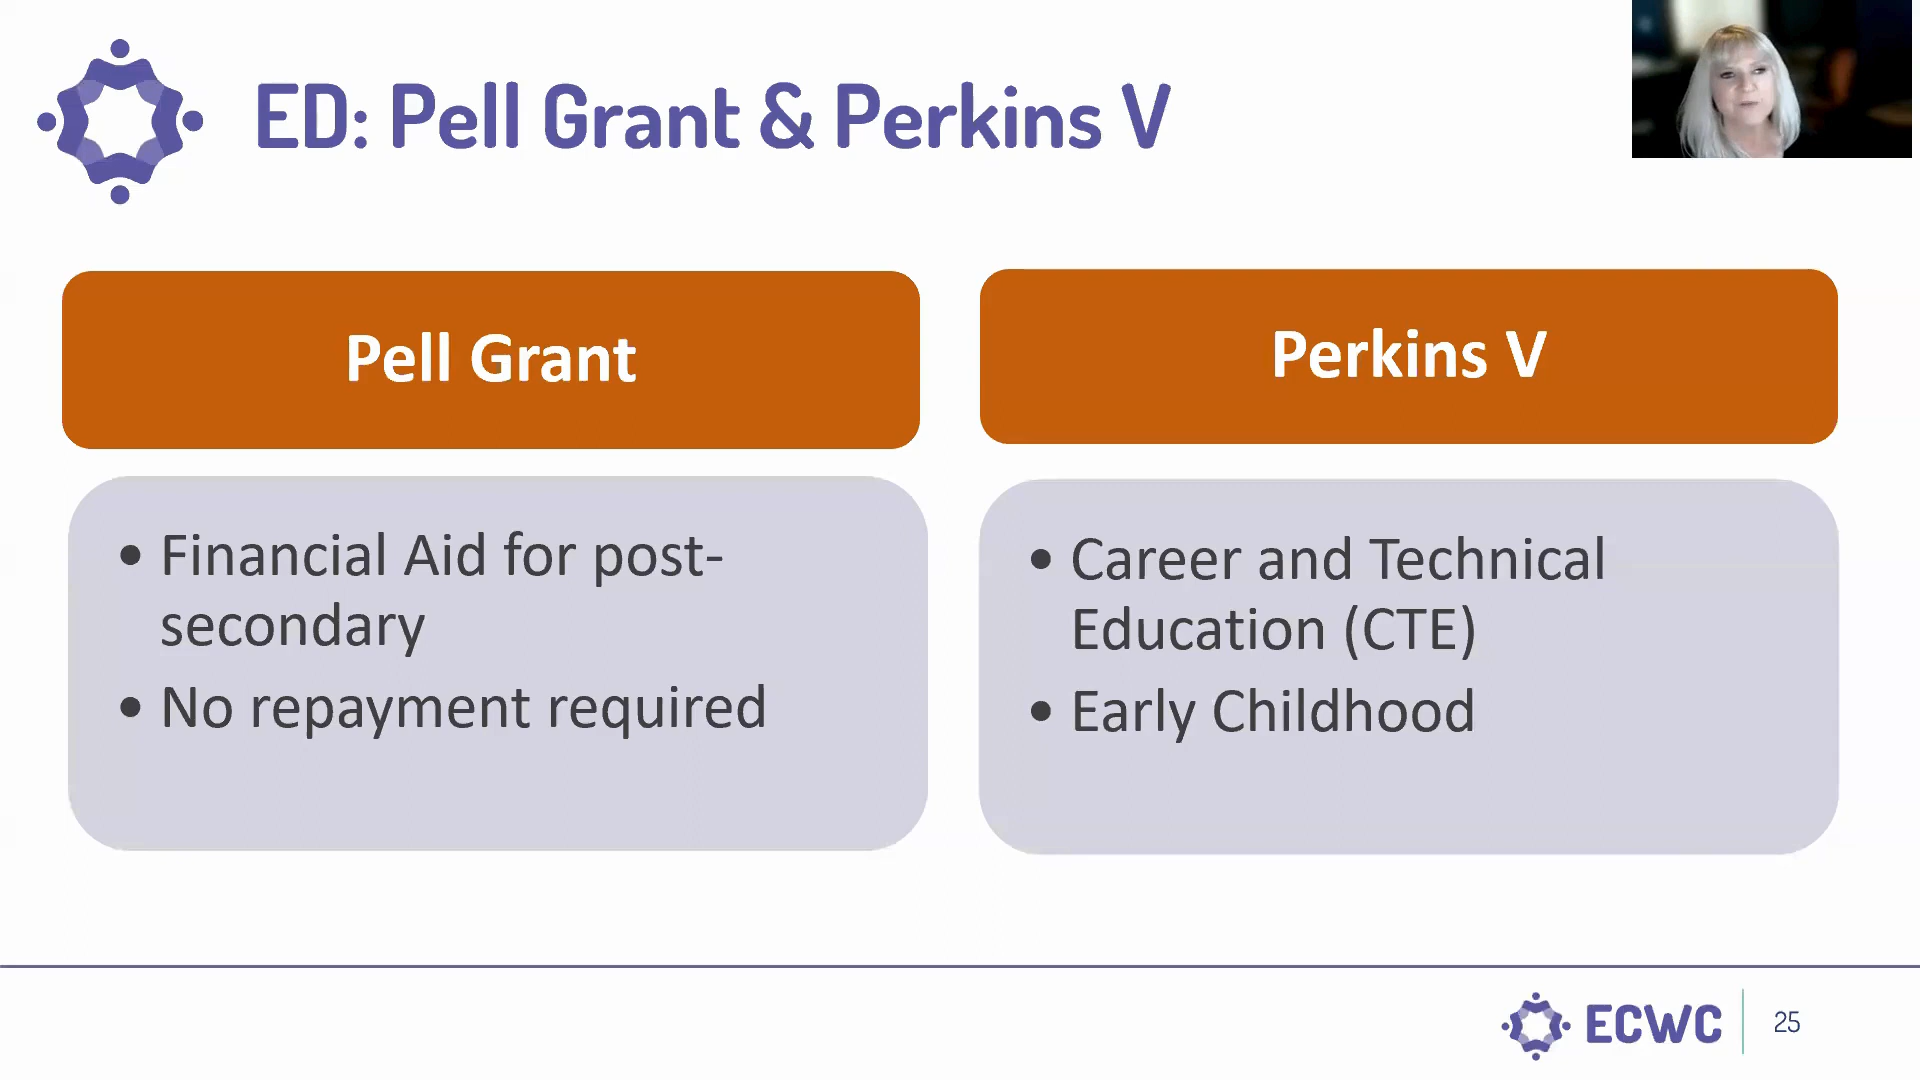 ED: Pell Grant & Perkins V
Pell Grant
• Financial Aid for post-
secondary
• No repayment required
Perkins V
• Career and Technical
Education (CTE)
• Early Childhood
ECWC
25